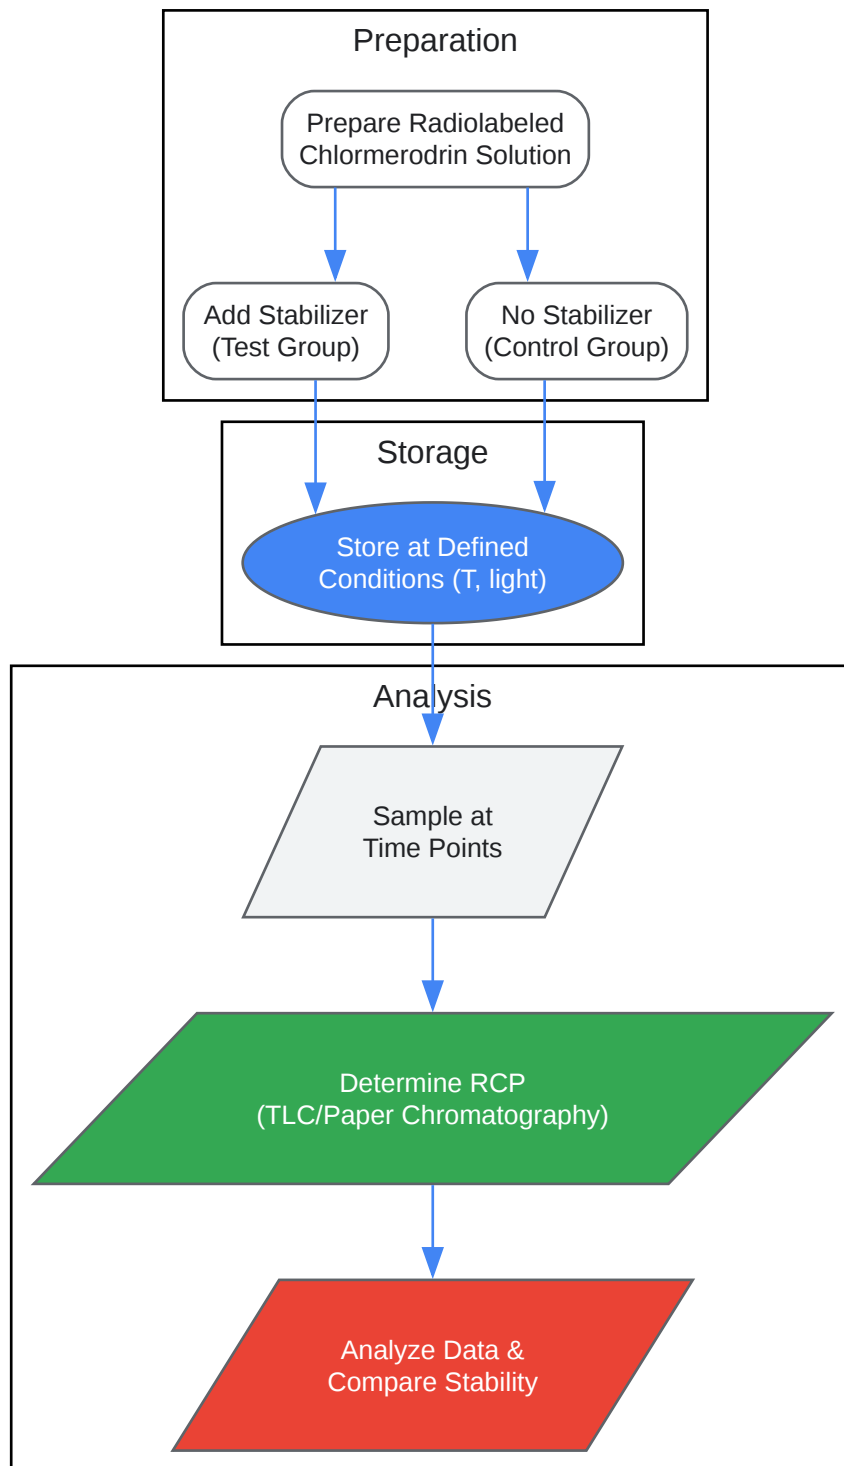 Preparation
Prepare Radiolabeled
Chlormerodrin Solution
Add Stabilizer
(Test Group)
No Stabilizer
(Control Group)
Storage
Store at Defined
Conditions (T, light)
Analysis
Sample at
Time Points
Determine RCP
(TLC/Paper Chromatography)
Analyze Data &
Compare Stability